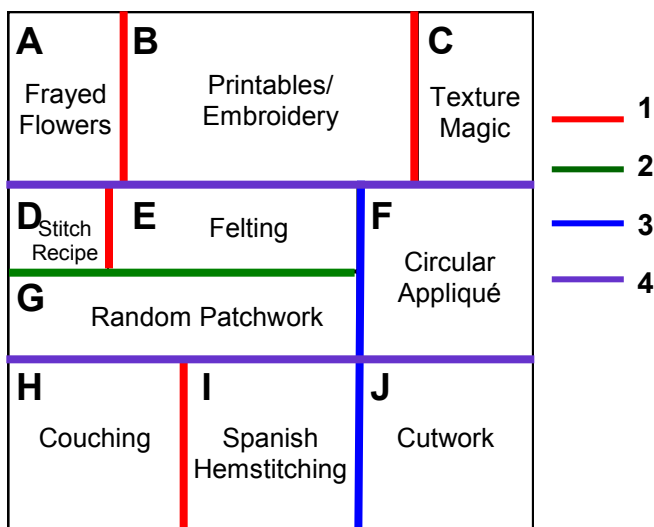 A
Frayed
Flowers
B
Printables/
Embroidery
C
Texture
Magic
1
2
3
4
D
Stitch
Recipe
E
Felting
F
Circular
Appliqué
G
Random Patchwork
H
Couching
I
Spanish
Hemstitching
J
Cutwork